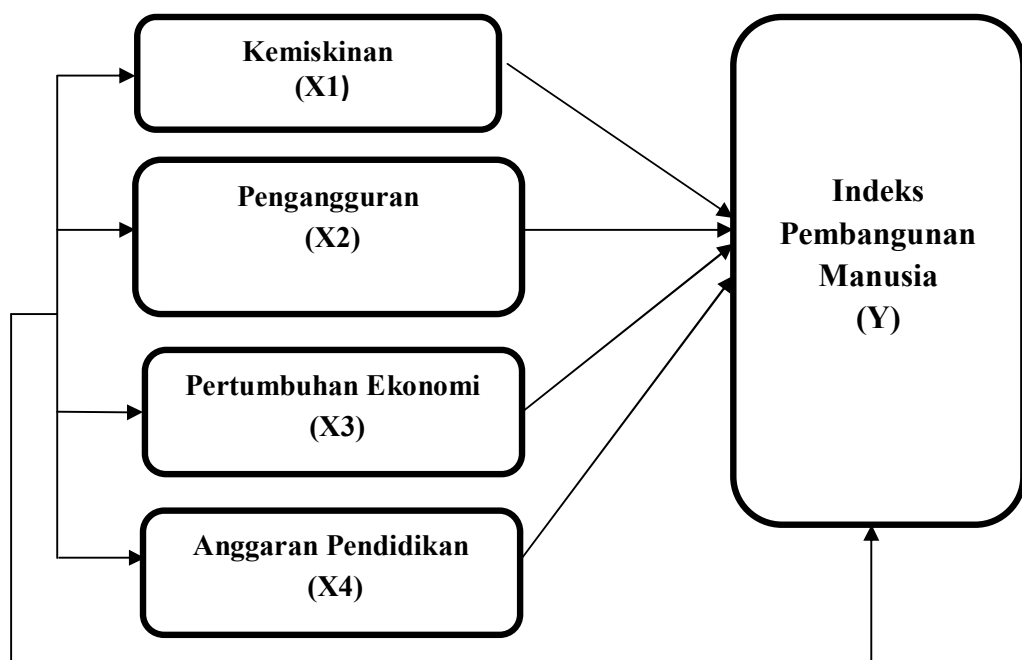 Kemiskinan
(X1)
Pengangguran
(X2)
Pertumbuhan Ekonomi
(X3)
Anggaran Pendidikan
(X4)
Indeks
Pembangunan
Manusia
(Y)